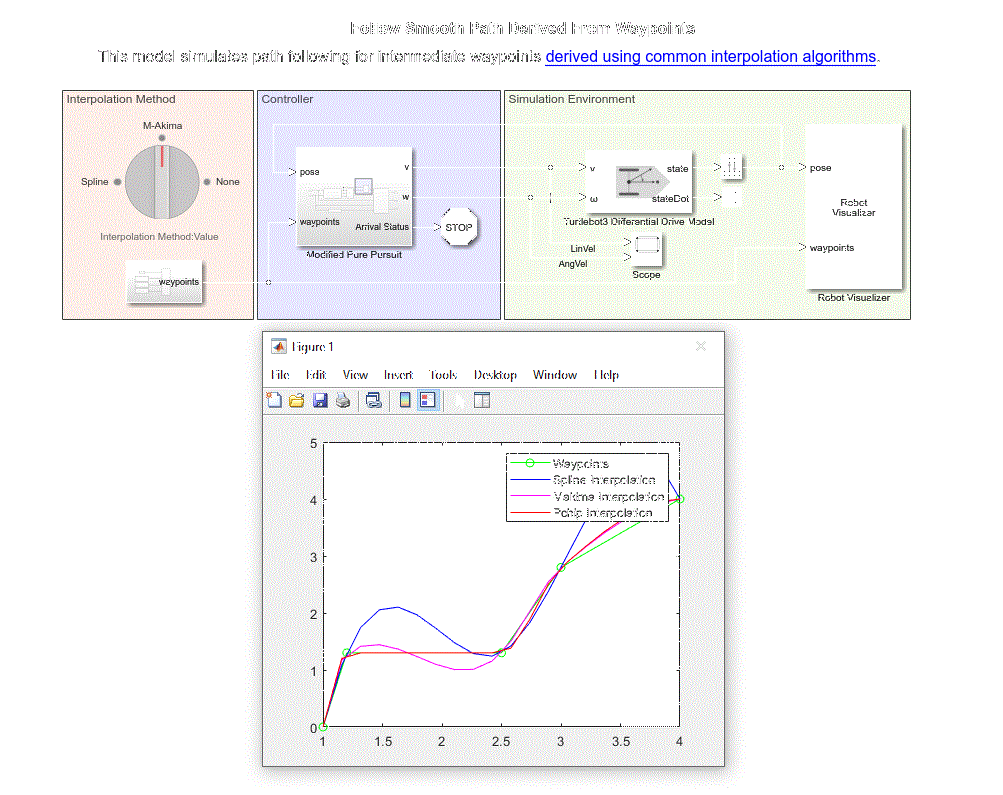 Follow Smooth Path Derived From Waypoints
This model simulates path following for intermediate waypoints derived using common interpolation algorithms.
Interpolation Method
M-Akima
Spline
None
Interpolation Method:Value
waypoints
Controller
pose
waypoints
v
w
Arrival Status
Modified Pure Pursuit
STOP
Simulation Environment
v
ω
state
stateDot
Turtlebot3 Differential Drive Model
LinVel
AngVel
Scope
pose
Robot
Visualizer
waypoints
Robot Visualizer
Figure 1
File Edit View Insert Tools Desktop Window Help
Waypoints
Spline Interpolation
Makima Interpolation
Pchip Interpolation
5
4
3
2
1
0
1 1.5 2 2.5 3 3.5 4